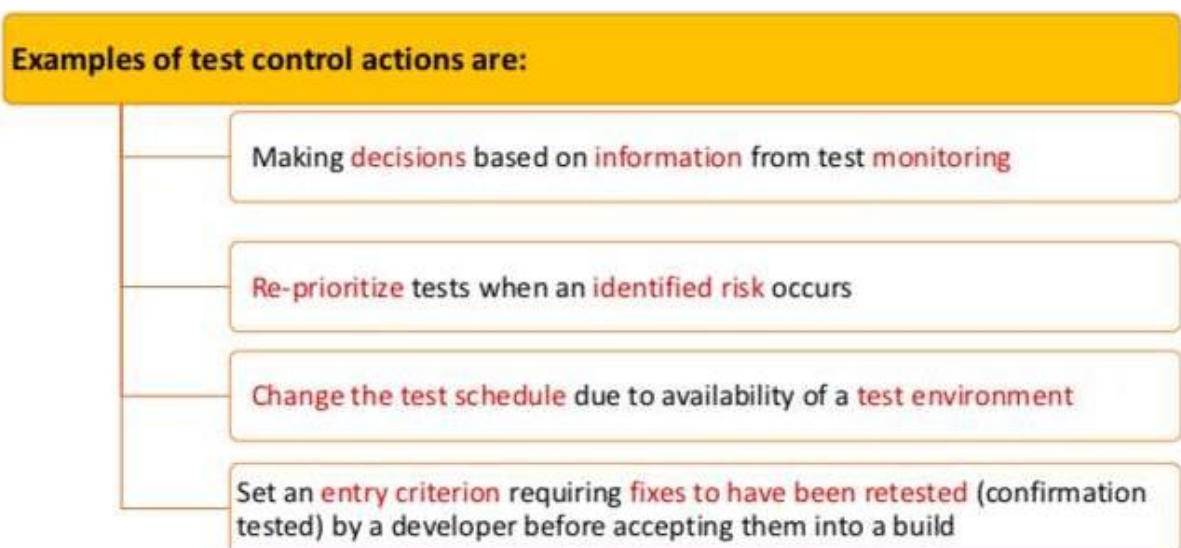 Examples of test control actions are:
Making decisions based on information from test monitoring
Re-prioritize tests when an identified risk occurs
Change the test schedule due to availability of a test environment
Set an entry criterion requiring fixes to have been retested (confirmation
tested) by a developer before accepting them into a build